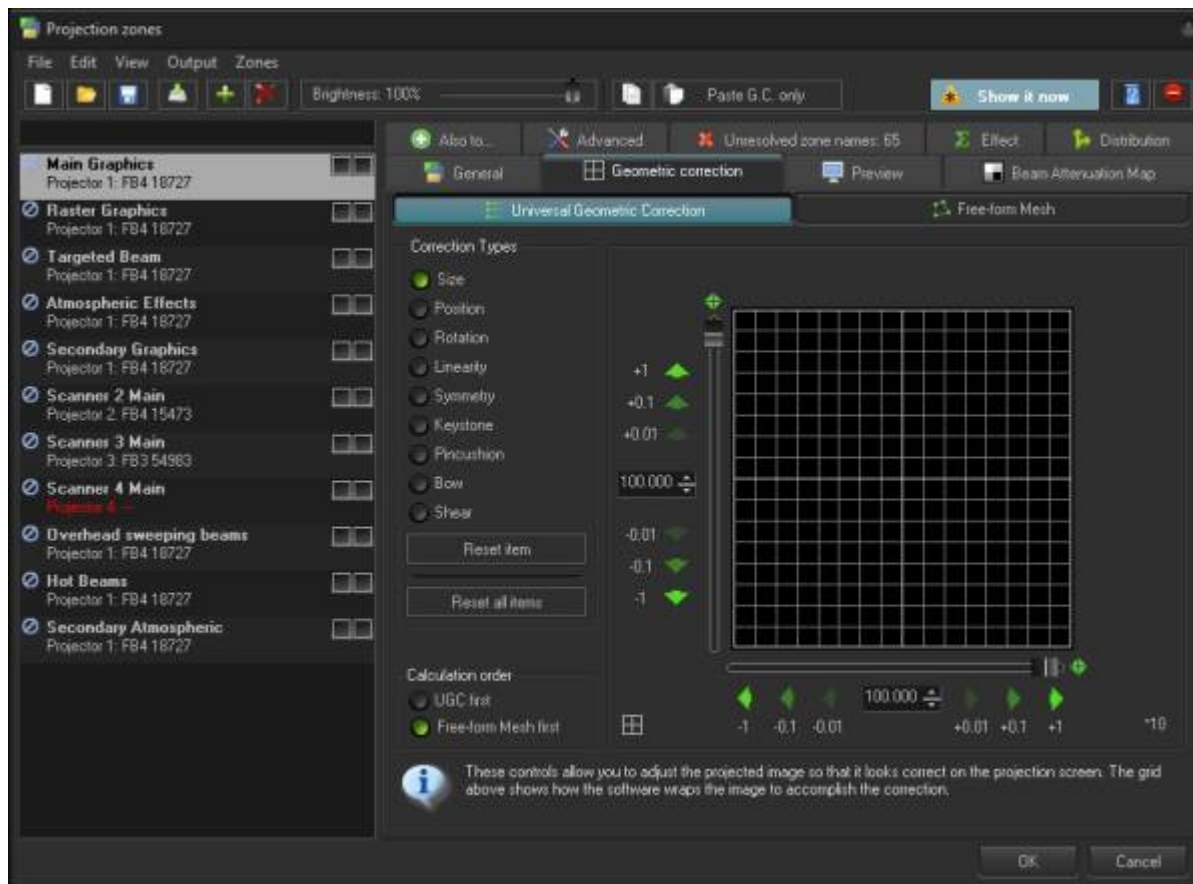 Projection zones
File Edit View Output Zones
Brightness: 100%
Paste G.C. only
Show it now
Main Graphics
Projector 1: FB4 18727
Raster Graphics
Projector 1: FB4 18727
Targeted Beam
Projector 1: FB4 18727
Atmospheric Effects
Projector 1: FB4 18727
Secondary Graphics
Projector 1: FB4 18727
Scanner 2 Main
Projector 2: FB4 15473
Scanner 3 Main
Projector 3: FB3 54983
Scanner 4 Main
Projector 4: --
Overhead sweeping beams
Projector 1: FB4 18727
Hot Beams
Projector 1: FB4 18727
Secondary Atmospheric
Projector 1: FB4 18727
Also to... Advanced Unresolved zone names: 65 Effect Distribution
General Geometric correction Preview Beam Attenuation Map
Universal Geometric Correction Free-form Mesh
Correction Types
Size
Position
Rotation
Linearity
Symmetry
Keystone
Pincushion
Bow
Shear
Reset item
Reset all items
Calculation order
UGC first
Free-form Mesh first
+1
+0.1
+0.01
100.000
-0.01
-0.1
-1
100.000
-1 -0.1 -0.01 +0.01 +0.1 +1 *10
These controls allow you to adjust the projected image so that it looks correct on the projection screen. The grid
above shows how the software wraps the image to accomplish the correction.
OK Cancel